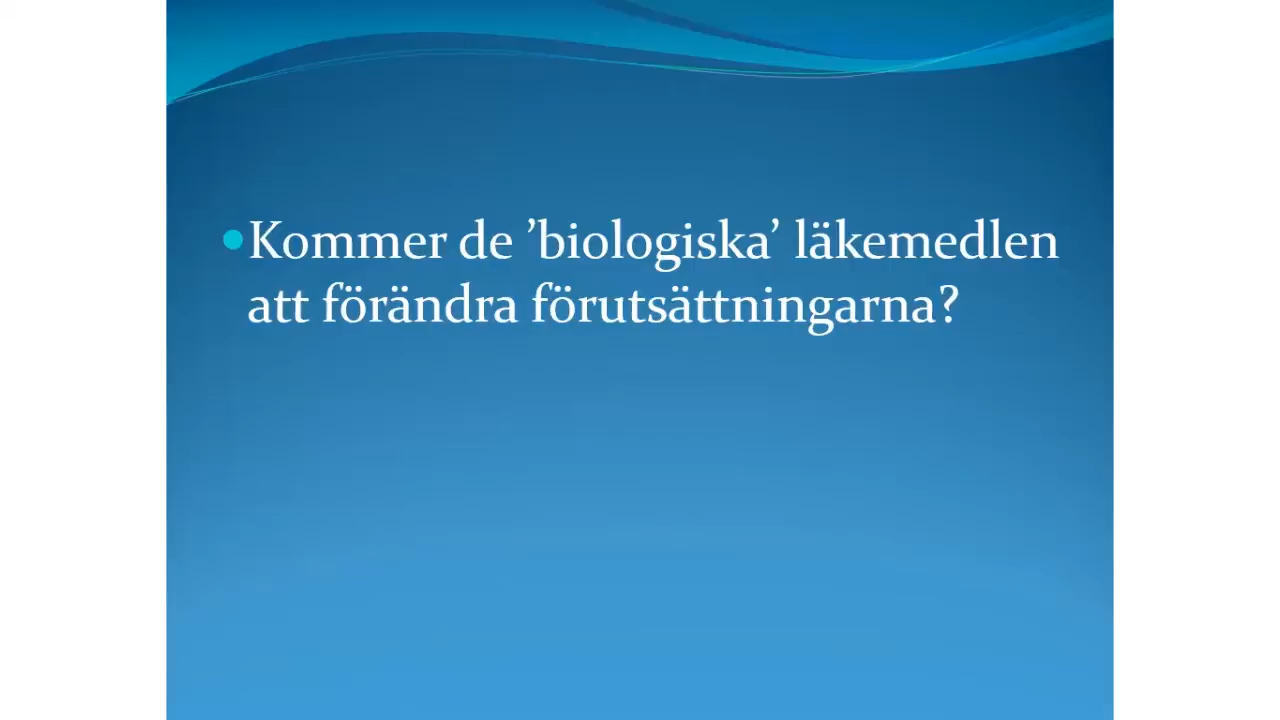 •Kommer de ’biologiska’ läkemedlen
att förändra förutsättningarna?